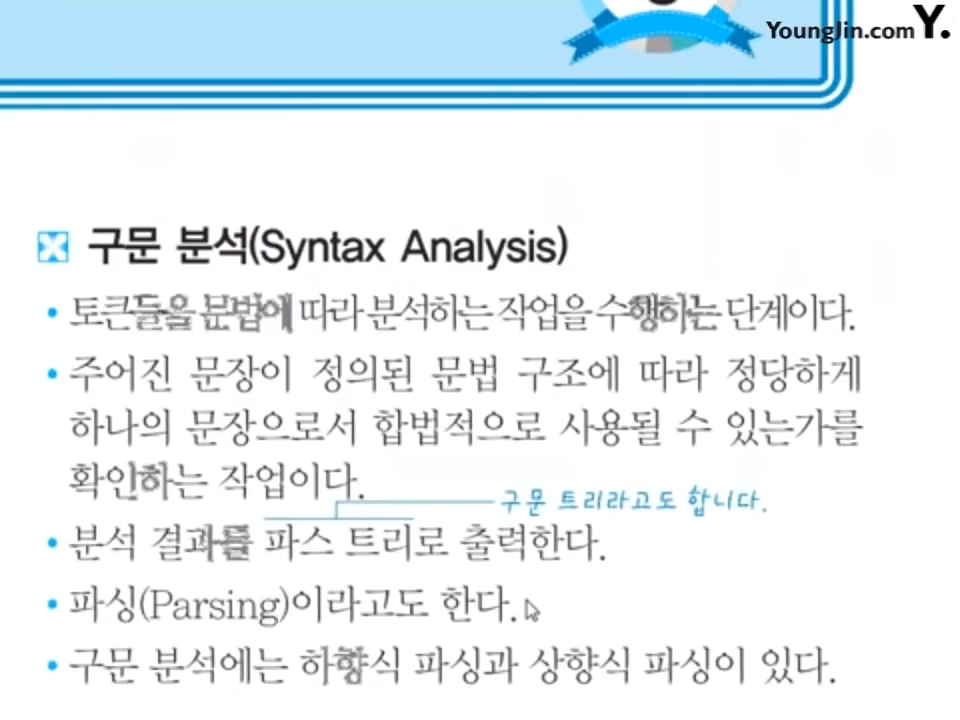 YoungJin.com Y.
구문 분석(Syntax Analysis)
• 토큰들을 문법에 따라 분석하는 작업을 수행하는 단계이다.
• 주어진 문장이 정의된 문법 구조에 따라 정당하게
하나의 문장으로서 합법적으로 사용될 수 있는가를
확인하는 작업이다.
구문 트리라고도 합니다.
• 분석 결과를 파스 트리로 출력한다.
• 파싱(Parsing)이라고도 한다.
• 구문 분석에는 하향식 파싱과 상향식 파싱이 있다.